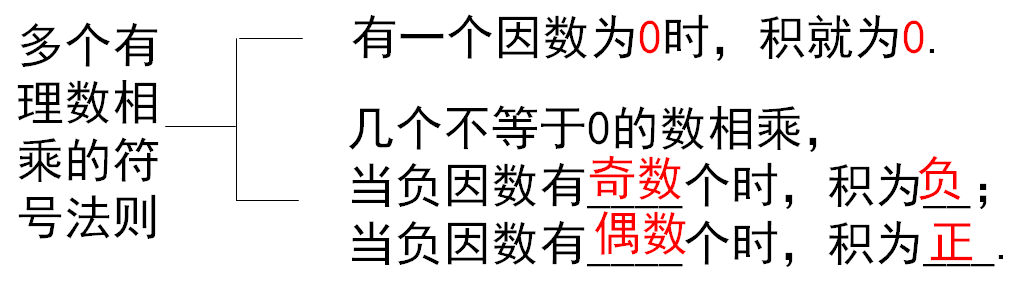 多个有
理数相
乘的符
号法则
有一个因数为0时，积就为0.
几个不等于0的数相乘，
当负因数有奇数个时，积为负；
当负因数有偶数个时，积为正.